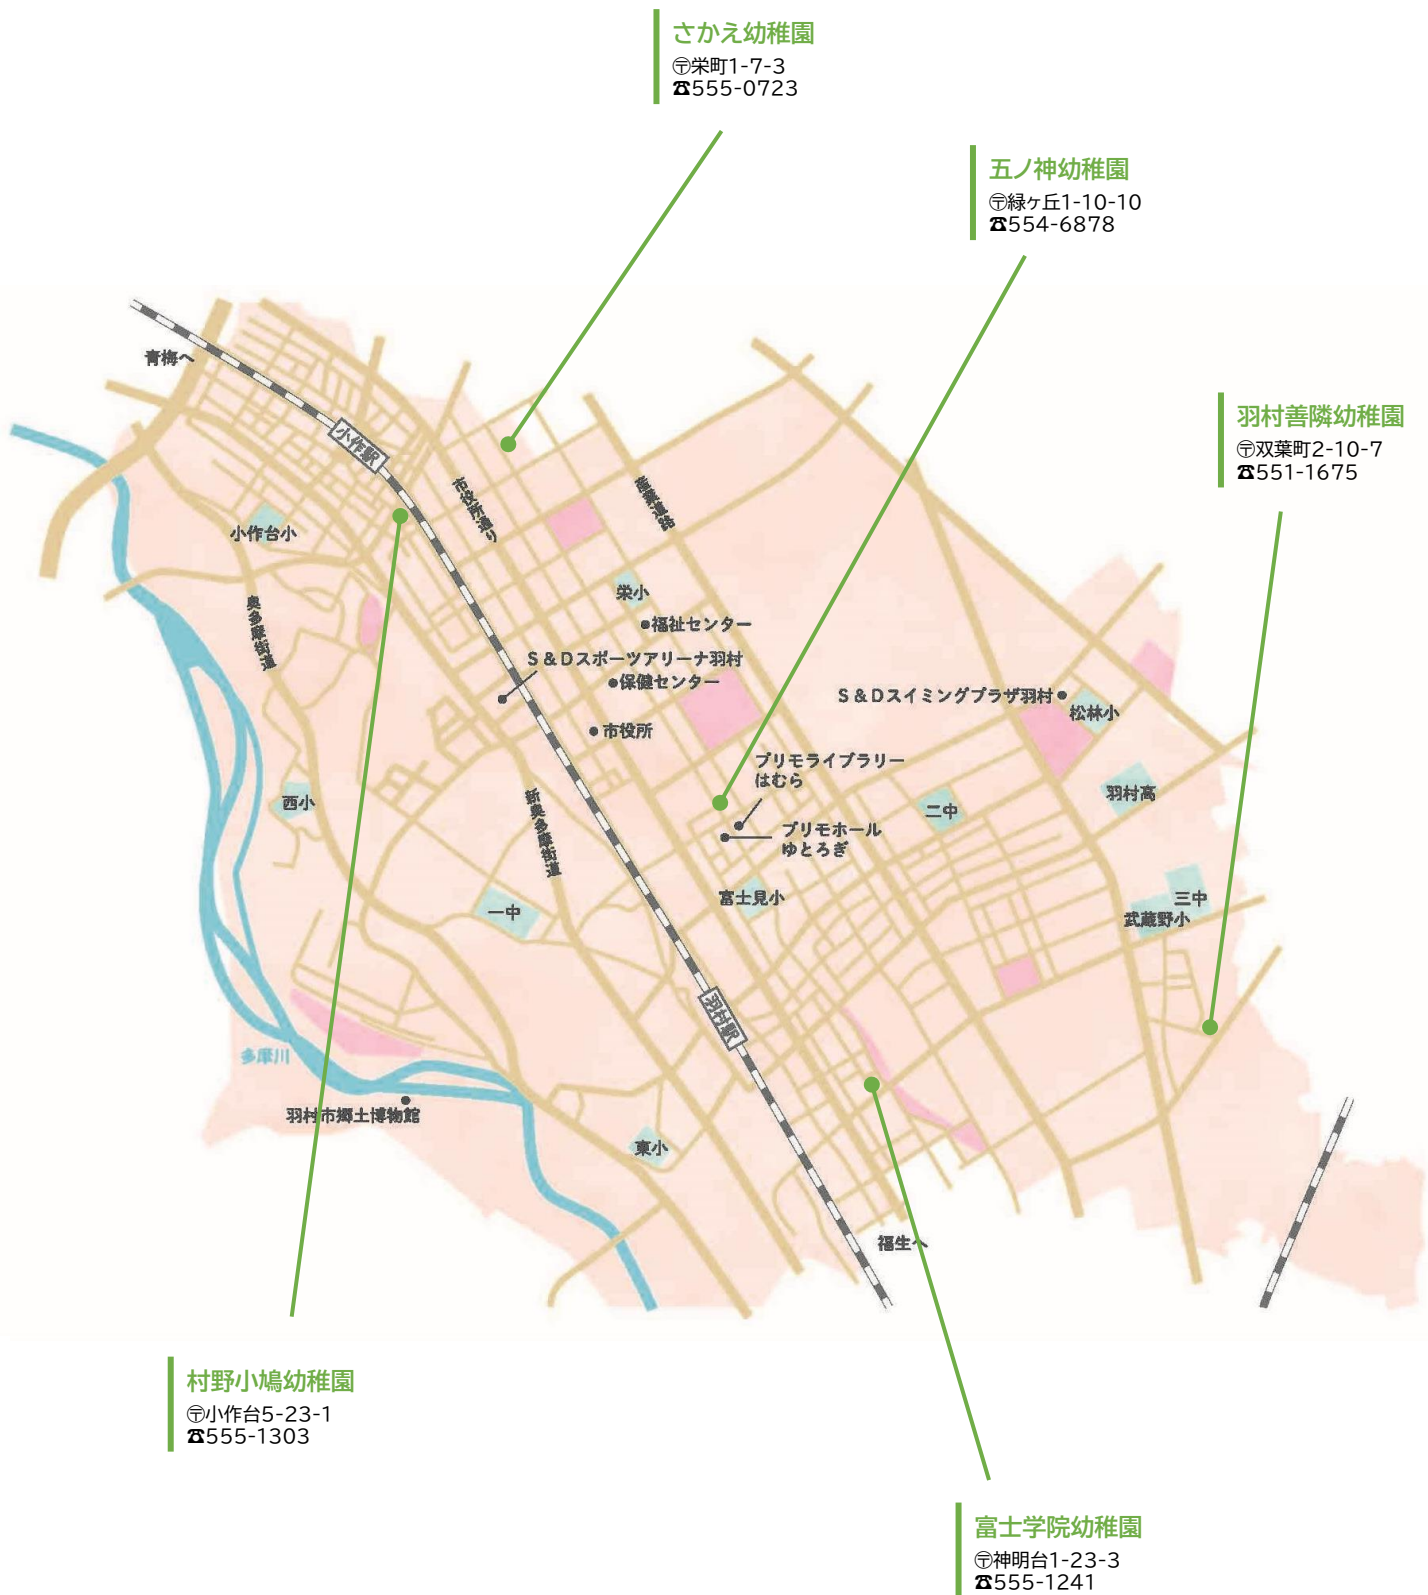 さかえ幼稚園
〶栄町1-7-3
☎555-0723
五ノ神幼稚園
〶緑ヶ丘1-10-10
☎554-6878
羽村善隣幼稚園
〶双葉町2-10-7
☎551-1675
青梅へ
小作駅
市役所通り
産業道路
小作台小
奥多摩街道
栄小
福祉センター
S&Dスポーツアリーナ羽村
保健センター
S&Dスイミングプラザ羽村
松林小
市役所
プリモライブラリー
はむら
西小
新奥多摩街道
二中
羽村高
プリモホール
ゆとろぎ
富士見小
一中
三中
武蔵野小
羽村駅
多摩川
羽村市郷土博物館
東小
福生へ
村野小鳩幼稚園
〶小作台5-23-1
☎555-1303
富士学院幼稚園
〶神明台1-23-3
☎555-1241